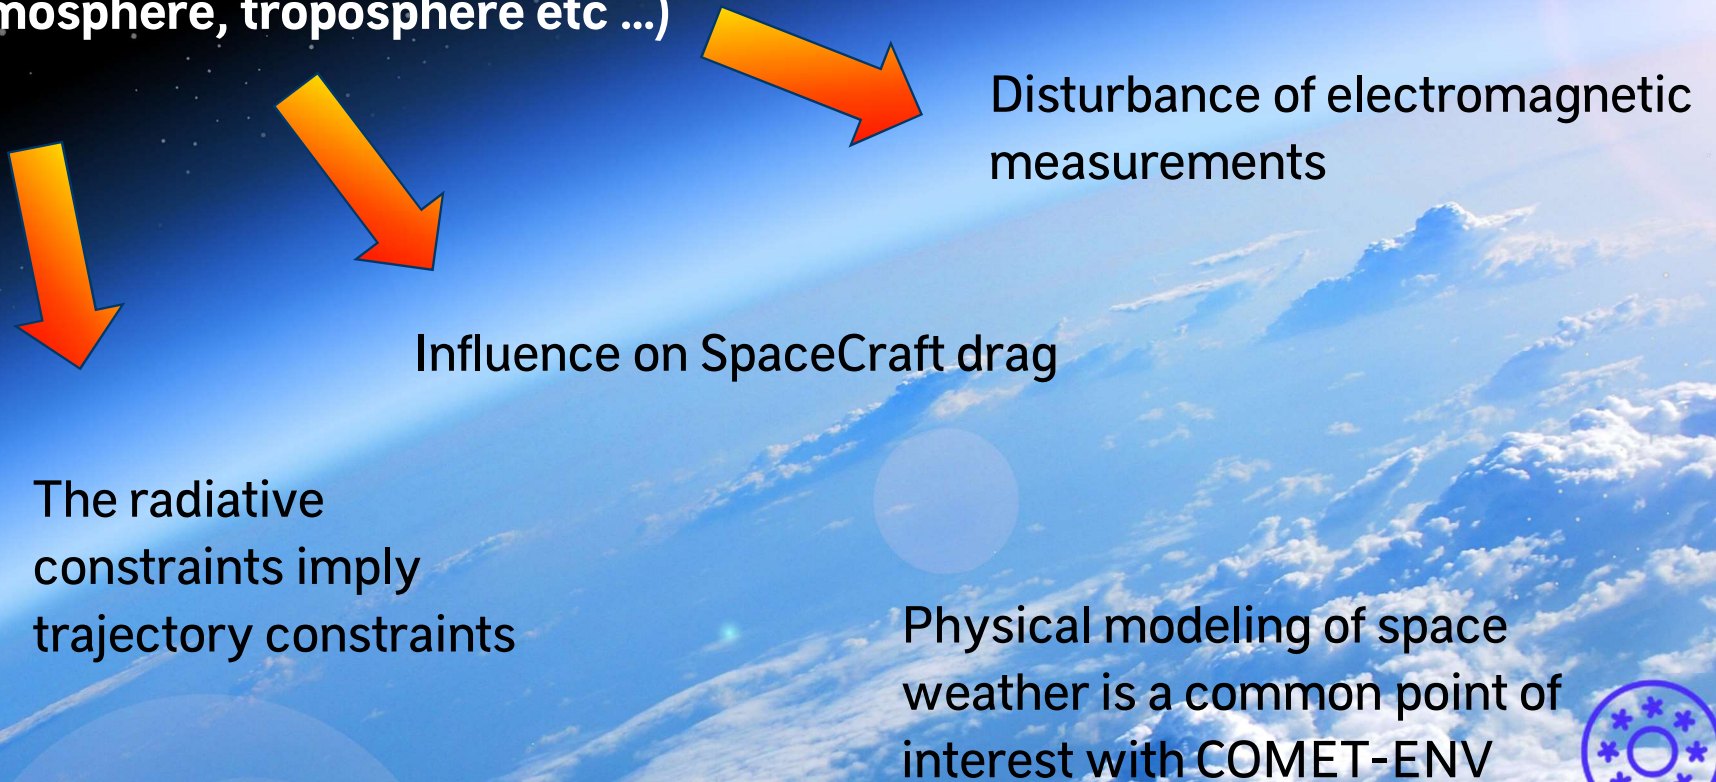 mosphere, troposphere etc ...)
Disturbance of electromagnetic
measurements
Influence on SpaceCraft drag
The radiative
constraints imply
trajectory constraints
Physical modeling of space
weather is a common point of
interest with COMET-ENV